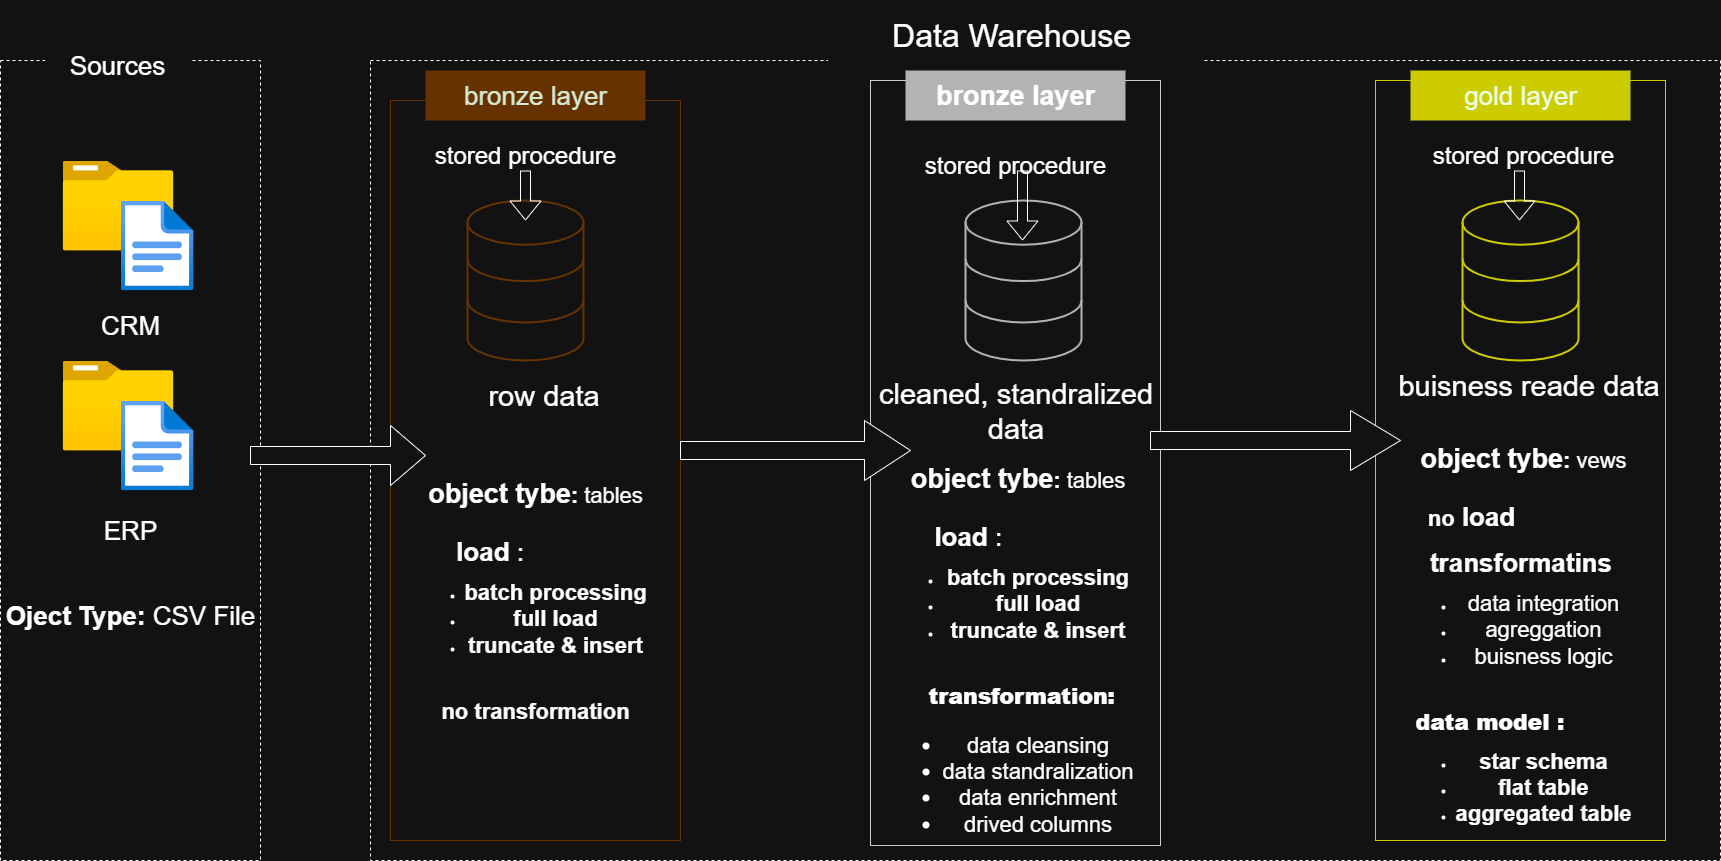 Data Warehouse
Sources
CRM
ERP
Oject Type: CSV File
bronze layer
stored procedure
row data
object tybe: tables
load :
batch processing
full load
truncate & insert
no transformation
bronze layer
stored procedure
cleaned, standralized
data
object tybe: tables
load :
batch processing
full load
truncate & insert
transformation:
data cleansing
data standralization
data enrichment
drived columns
gold layer
stored procedure
buisness reade data
object tybe: vews
no load
transformatins
data integration
agreggation
buisness logic
data model :
star schema
flat table
aggregated table